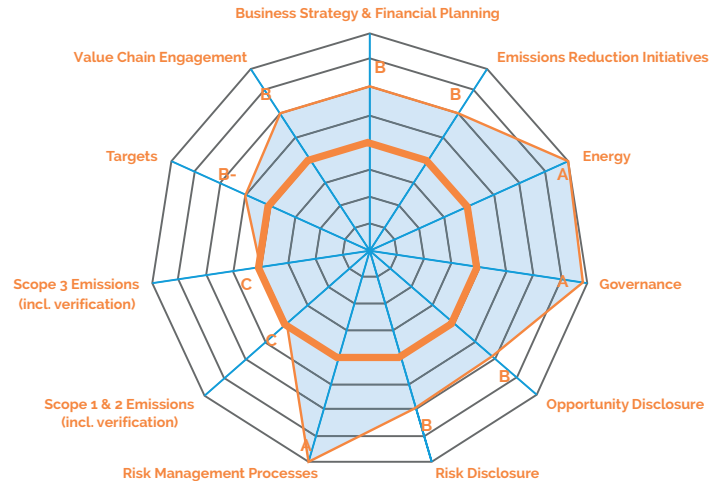 Business Strategy & Financial Planning
Value Chain Engagement
Emissions Reduction Initiatives
B
B
B
Targets
Energy
B-
A
Scope 3 Emissions
(incl. verification)
C
A
Governance
C
B
Scope 1 & 2 Emissions
(incl. verification)
Opportunity Disclosure
B
A
Risk Management Processes
Risk Disclosure